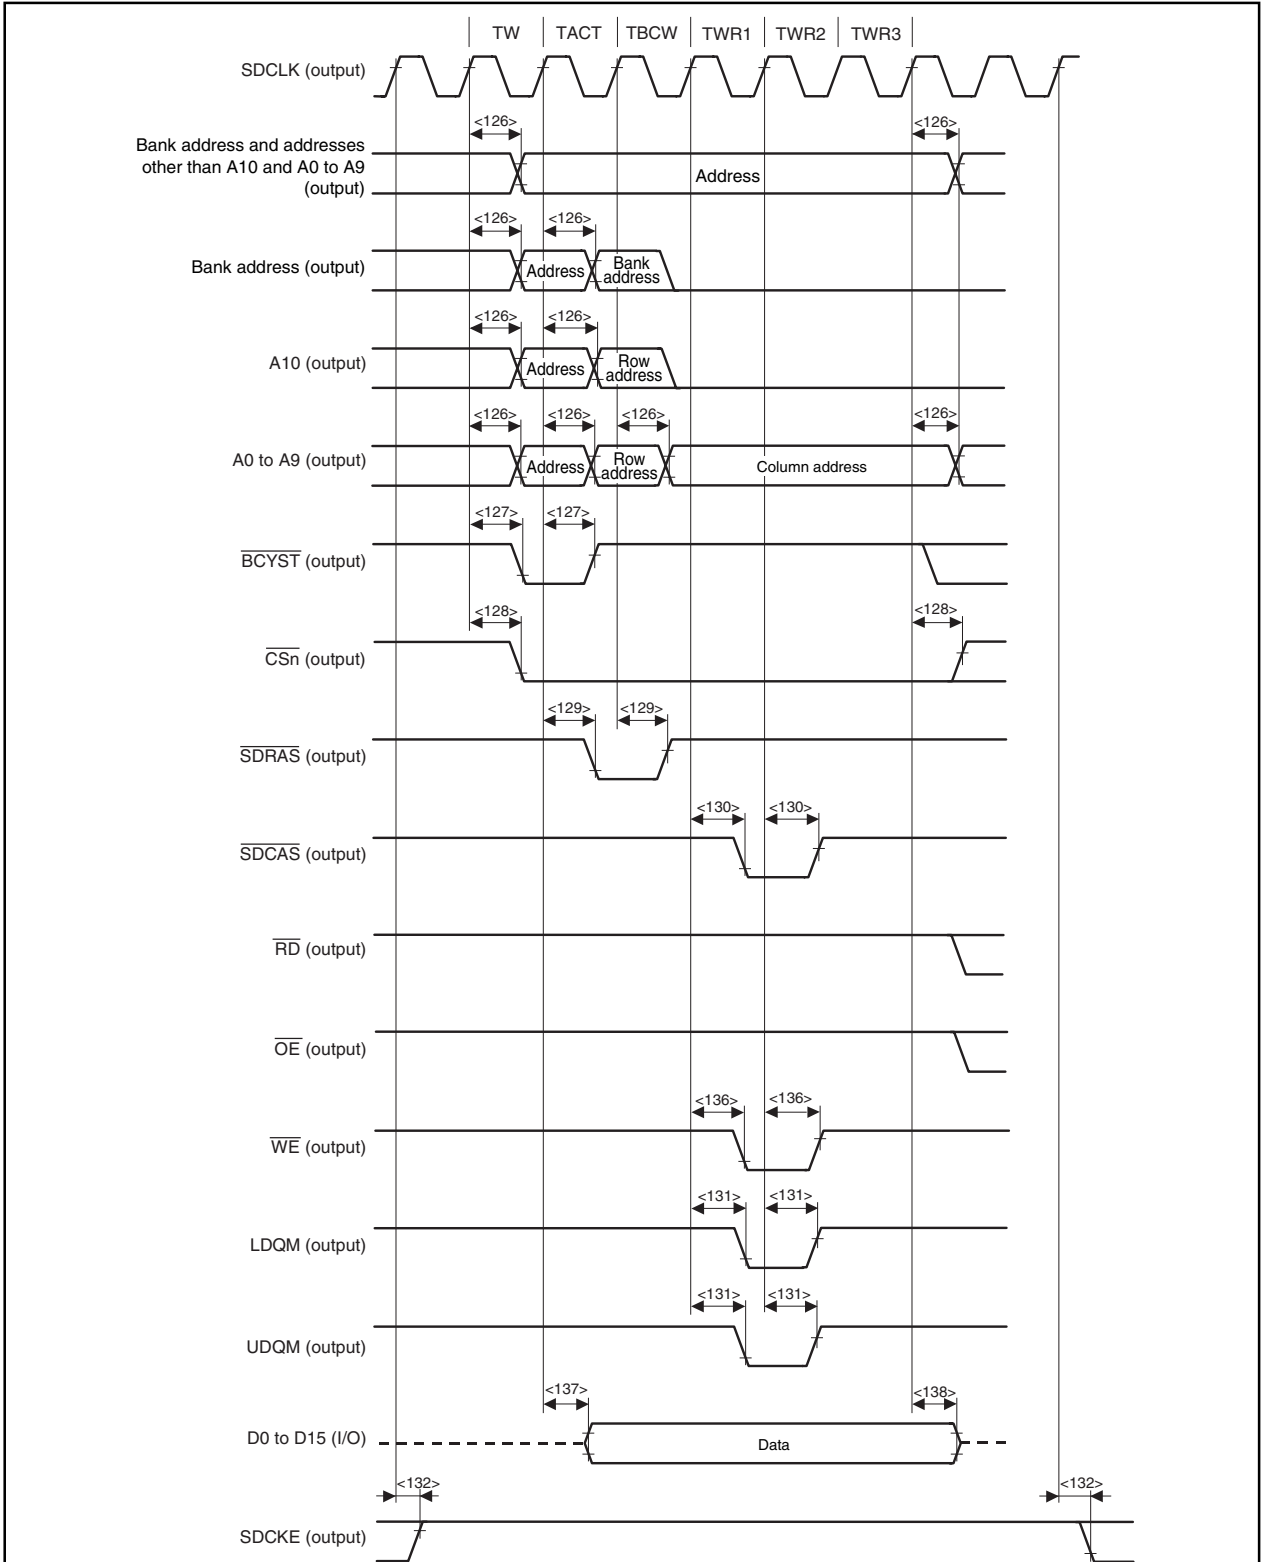 TW TACT TBCW TWR1 TWR2 TWR3
SDCLK (output)
<126> <126>
Bank address and addresses
other than A10 and A0 to A9
(output)
Address
<126> <126>
Bank address (output)
Address
Bank
address
<126> <126>
A10 (output)
Address
Row
address
<126> <126> <126> <126>
A0 to A9 (output)
Address
Row
address
Column address
<127> <127>
BCYST (output)
<128> <128>
CSn (output)
<129> <129>
SDRAS (output)
<130> <130>
SDCAS (output)
RD (output)
OE (output)
<136> <136>
WE (output)
<131> <131>
LDQM (output)
<131> <131>
UDQM (output)
<137> <138>
D0 to D15 (I/O)
Data
<132> <132>
SDCKE (output)